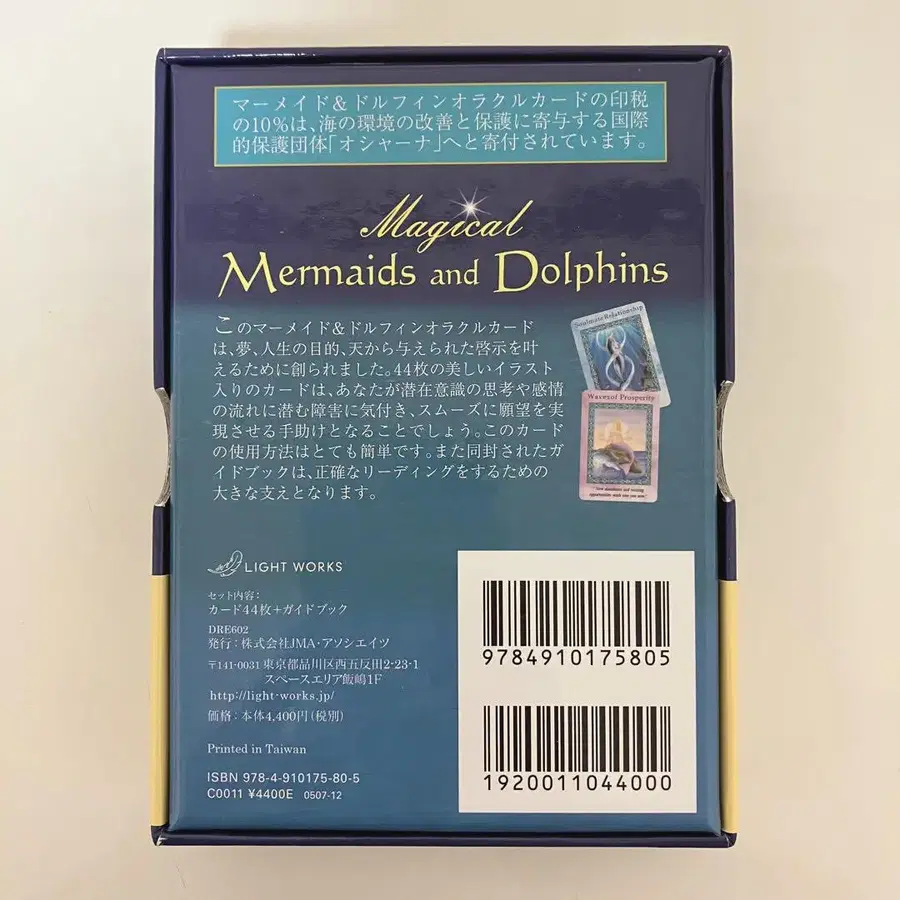 マーメイド＆ドルフィンオラクルカードの印税
の10％は、海の環境の改善と保護に寄与する国際
的保護団体「オシャーナ」へと寄付されています。
Magical
Mermaids and Dolphins
このマーメイド＆ドルフィンオラクルカード
は、夢、人生の目的、天から与えられた啓示を叶
えるために創られました。44枚の美しいイラスト
入りのカードは、あなたが潜在意識の思考や感情
の流れに潜む障害に気付き、スムーズに願望を実
現させる手助けとなることでしょう。このカード
の使用方法はとても簡単です。また同封されたガ
イドブックは、正確なリーディングをするための
大きな支えとなります。
Soulmate Relationship
Waves of Prosperity
"New abundance and exciting
opportunities wash over you now."
LIGHT WORKS
セット内容：
カード44枚＋ガイドブック
DRE602
発行：株式会社JMA・アソシエイツ
〒141-0031 東京都品川区西五反田2-23-1
スペースエリア飯嶋1F
http://light-works.jp/
価格：本体4,400円（税別）
Printed in Taiwan
ISBN 978-4-910175-80-5
C0011 ¥4400E 0507-12
9784910175805
1920011044000